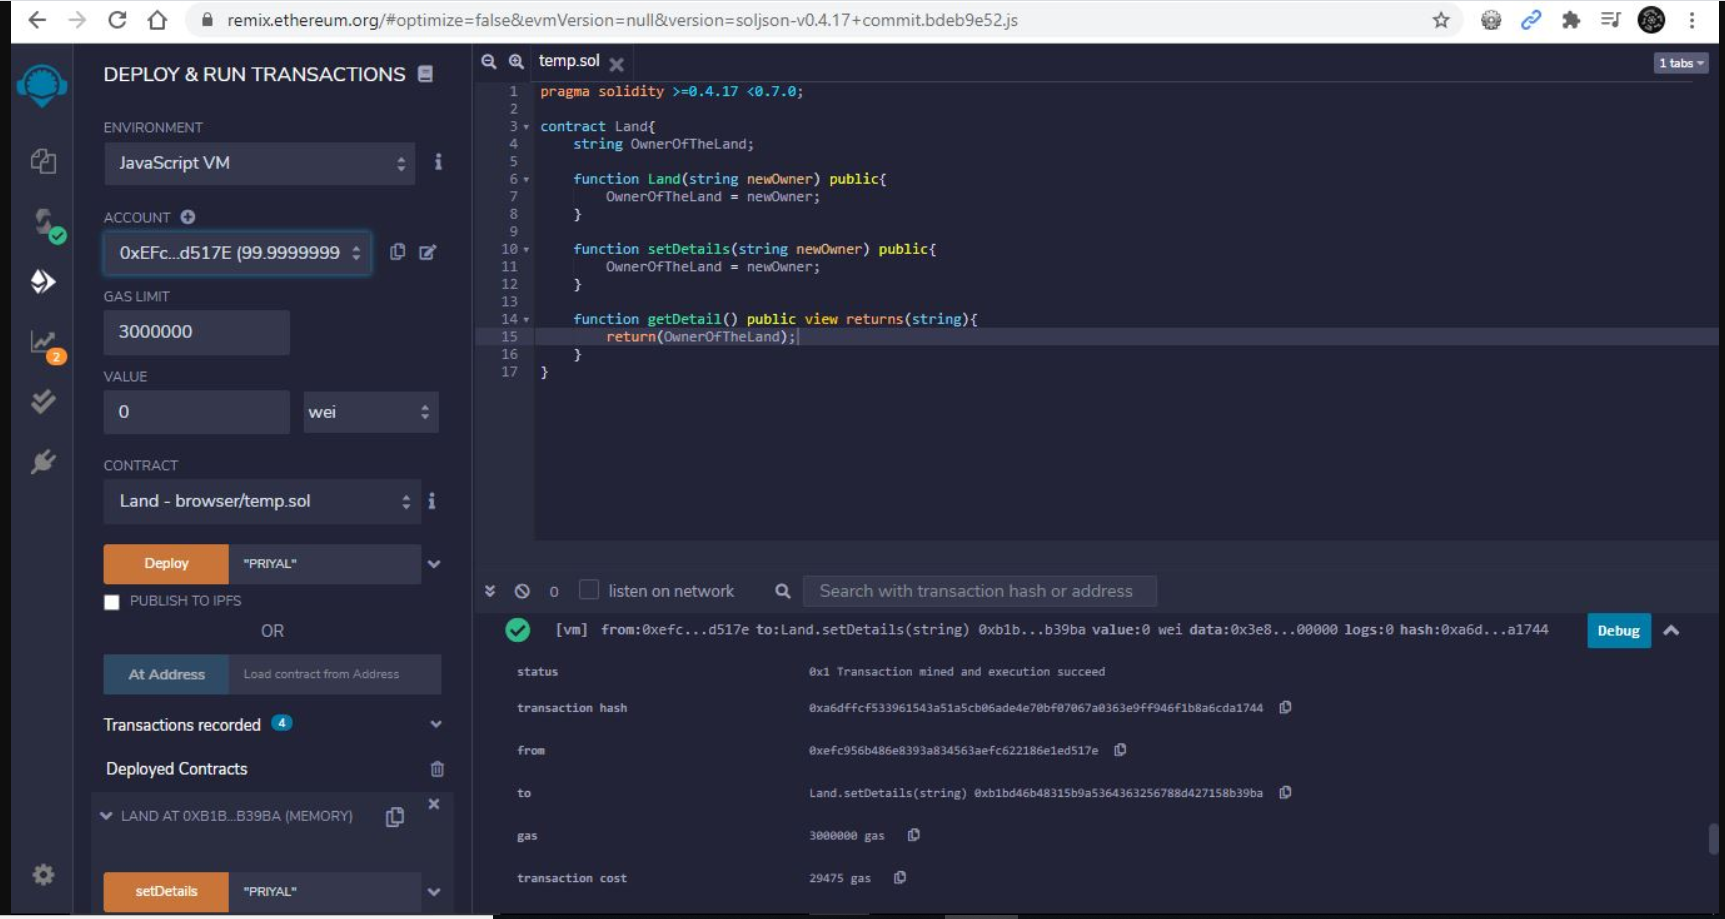 remix.ethereum.org/#optimize=false&evmVersion=null&version=soljson-v0.4.17+commit.bdeb9e52.js
DEPLOY & RUN TRANSACTIONS
ENVIRONMENT
JavaScript VM
ACCOUNT
0xEFc...d517E (99.9999999
GAS LIMIT
3000000
VALUE
0
wei
CONTRACT
Land - browser/temp.sol
Deploy "PRIYAL"
PUBLISH TO IPFS
OR
At Address Load contract from Address
Transactions recorded 4
Deployed Contracts
LAND AT 0XB1B...B39BA (MEMORY)
setDetails "PRIYAL"
2
temp.sol
1 tabs
1 pragma solidity >=0.4.17 <0.7.0;
2
3 contract Land{
4 string OwnerOfTheLand;
5
6 function Land(string newOwner) public{
7 OwnerOfTheLand = newOwner;
8 }
9
10 function setDetails(string newOwner) public{
11 OwnerOfTheLand = newOwner;
12 }
13
14 function getDetail() public view returns(string){
15 return(OwnerOfTheLand);
16 }
17 }
0 listen on network Search with transaction hash or address
[vm] from:0xefc...d517e to:Land.setDetails(string) 0xb1b...b39ba value:0 wei data:0x3e8...00000 logs:0 hash:0xa6d...a1744 Debug
status 0x1 Transaction mined and execution succeed
transaction hash 0xa6dffcf533961543a51a5cb06ade4e70bf07067a0363e9ff946f1b8a6cda1744
from 0xefc956b486e8393a834563aefc622186e1ed517e
to Land.setDetails(string) 0xb1bd46b48315b9a5364363256788d427158b39ba
gas 3000000 gas
transaction cost 29475 gas